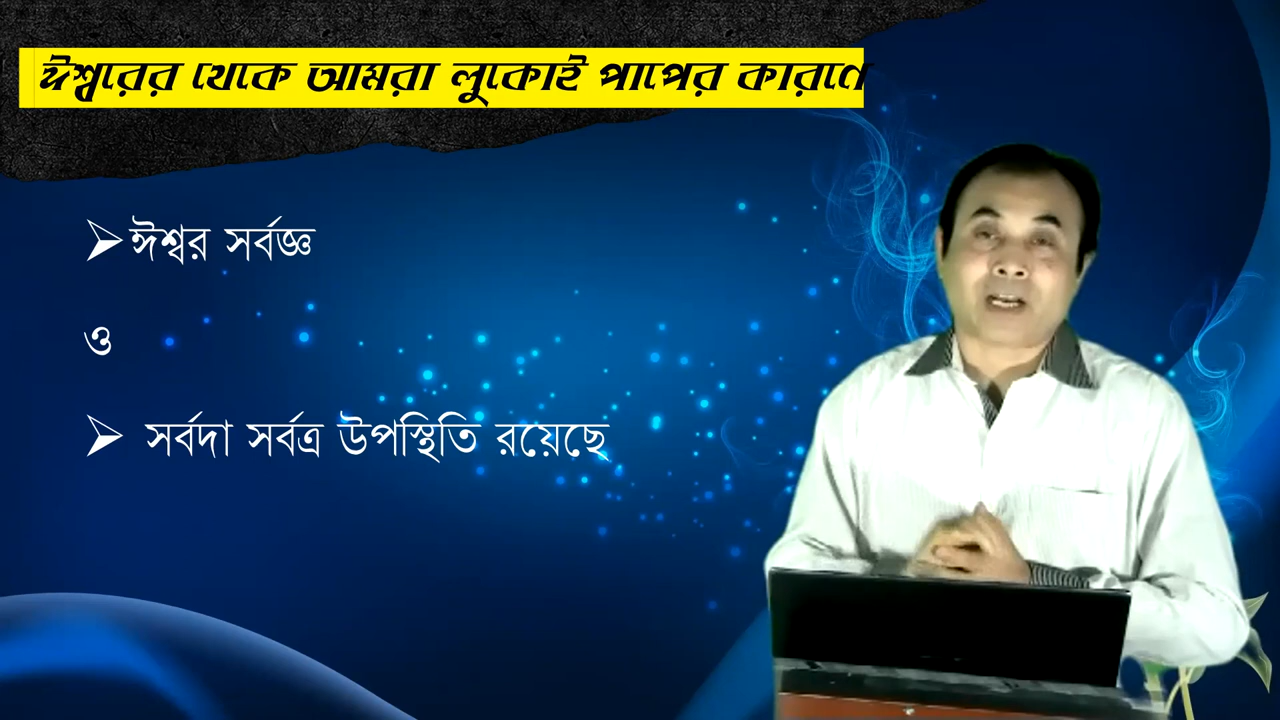 ঈশ্বরের থেকে আমরা লুকোই পাপের কারণে
ঈশ্বর সর্বজ্ঞ
ও
সর্বদা সর্বত্র উপস্থিতি রয়েছে